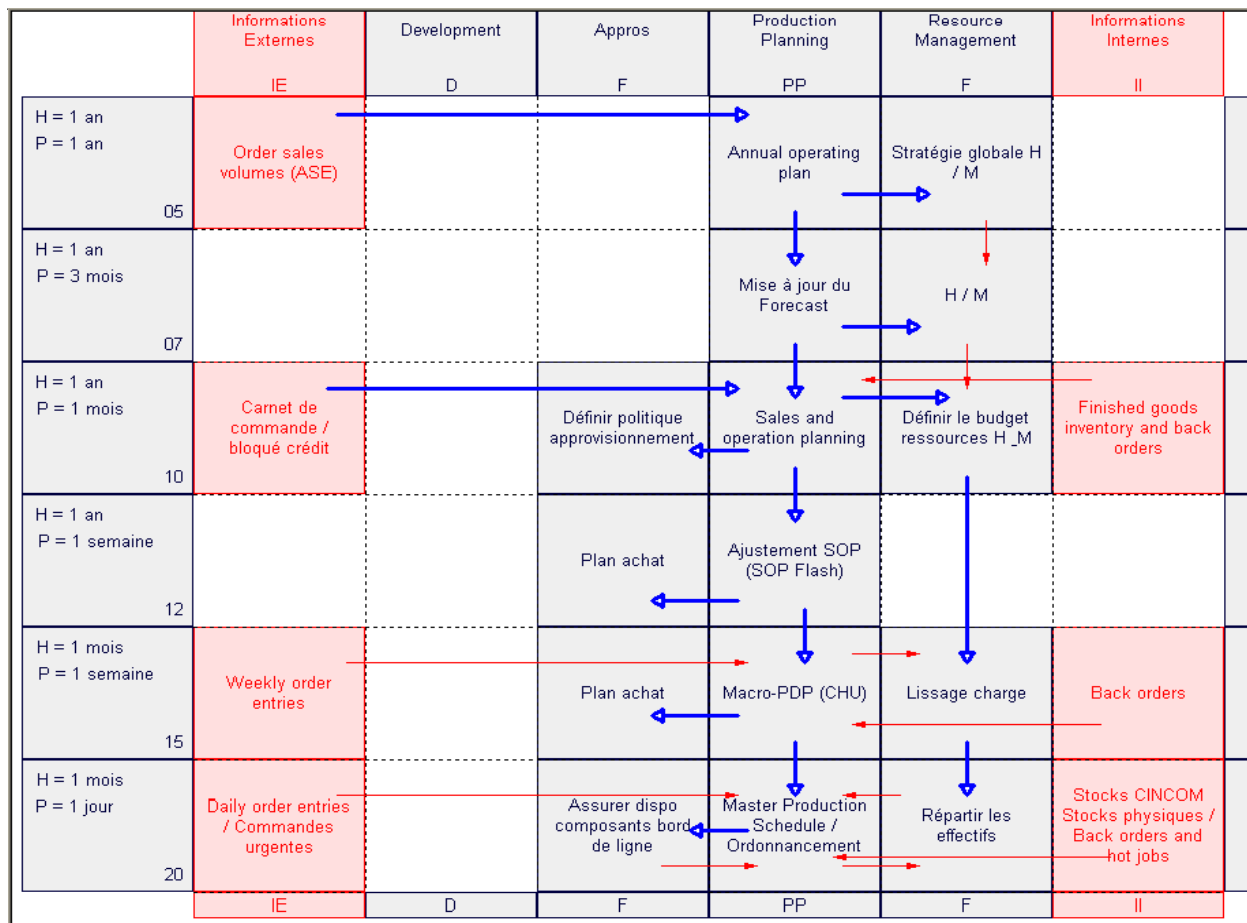 Informations
Externes
IE
Development
D
Appros
F
Production
Planning
PP
Resource
Management
F
Informations
Internes
II
H = 1 an
P = 1 an
05
Order sales
volumes (ASE)
Annual operating
plan
Stratégie globale H
/ M
H = 1 an
P = 3 mois
07
Mise à jour du
Forecast
H / M
H = 1 an
P = 1 mois
10
Carnet de
commande /
bloqué crédit
Définir politique
approvisionnement
Sales and
operation planning
Définir le budget
ressources H _M
Finished goods
inventory and back
orders
H = 1 an
P = 1 semaine
12
Plan achat
Ajustement SOP
(SOP Flash)
H = 1 mois
P = 1 semaine
15
Weekly order
entries
Plan achat
Macro-PDP (CHU)
Lissage charge
Back orders
H = 1 mois
P = 1 jour
20
Daily order entries
/ Commandes
urgentes
Assurer dispo
composants bord
de ligne
Master Production
Schedule /
Ordonnancement
Répartir les
effectifs
Stocks CINCOM
Stocks physiques /
Back orders and
hot jobs
IE
D
F
PP
F
II